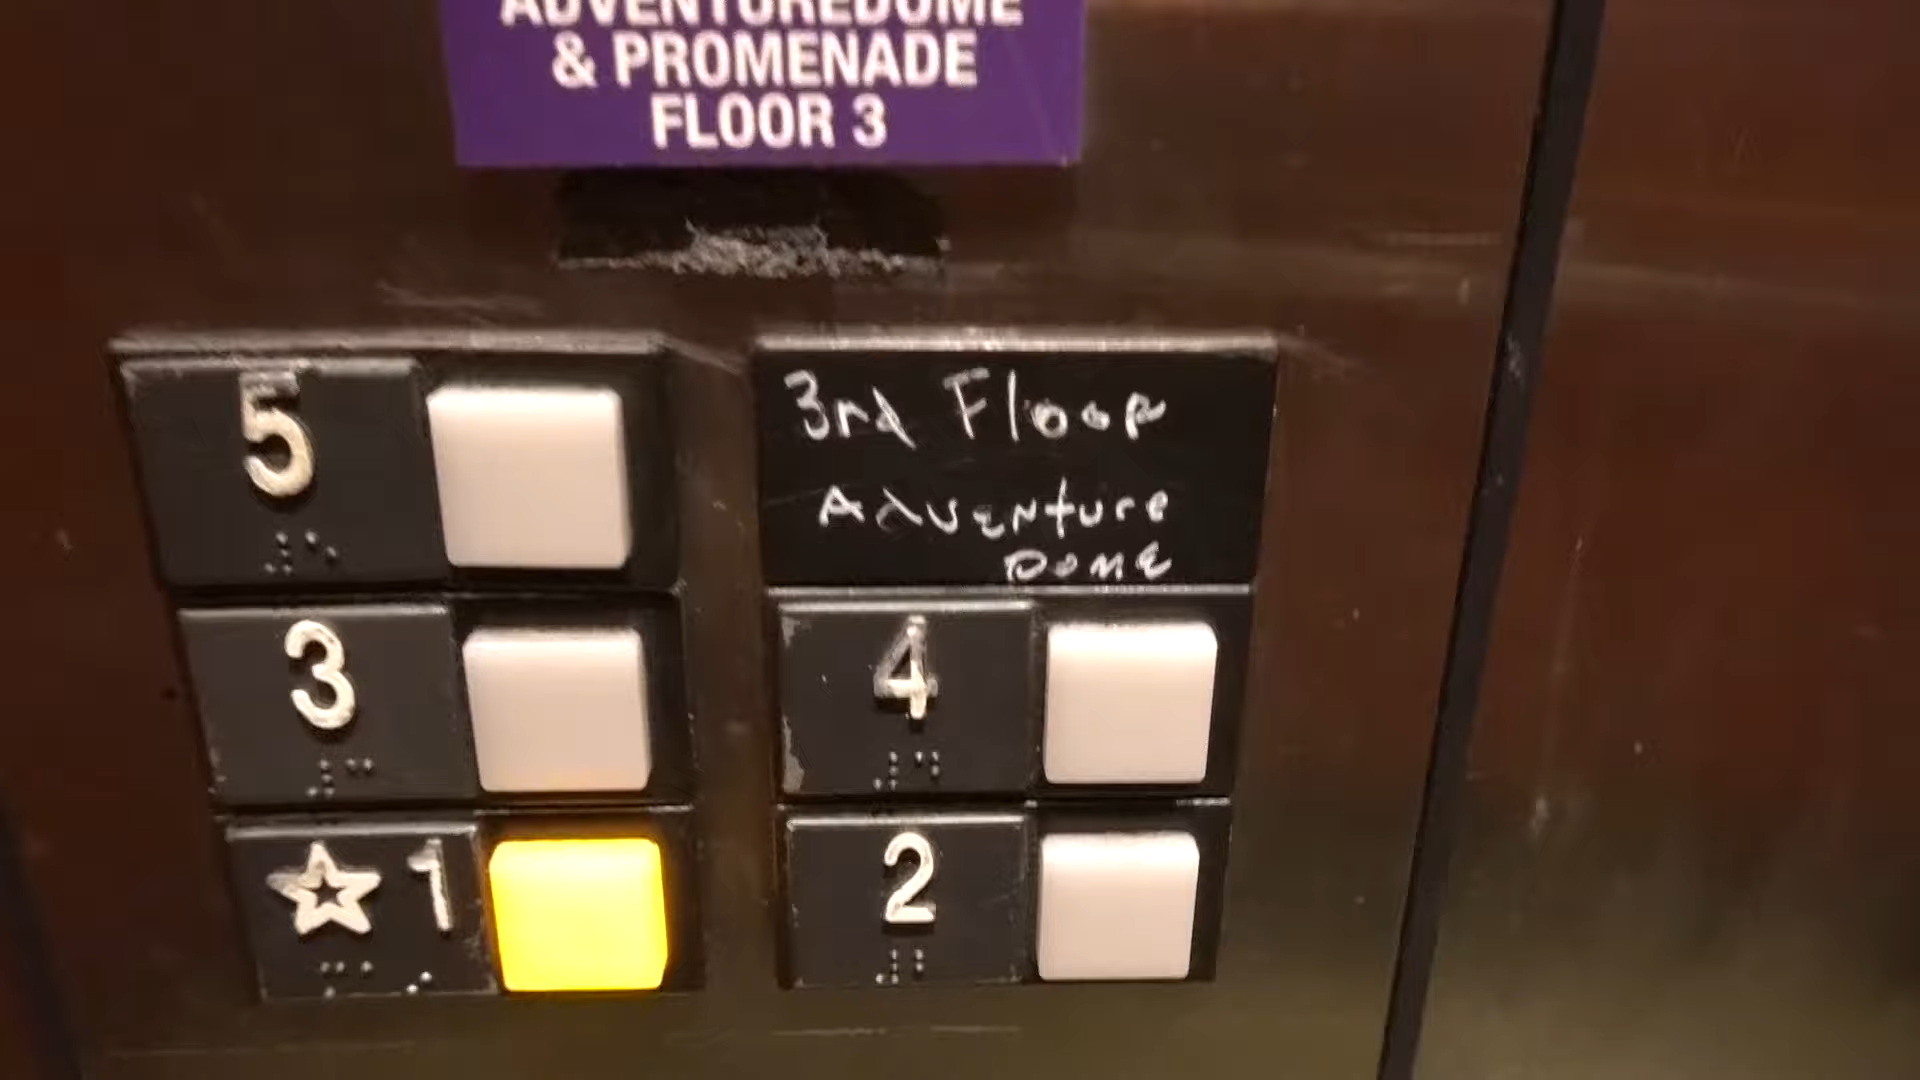 ADVENTUREDOME
& PROMENADE
FLOOR 3
3rd Floor
Adventure
Dome
5
3
4
☆ 1
2